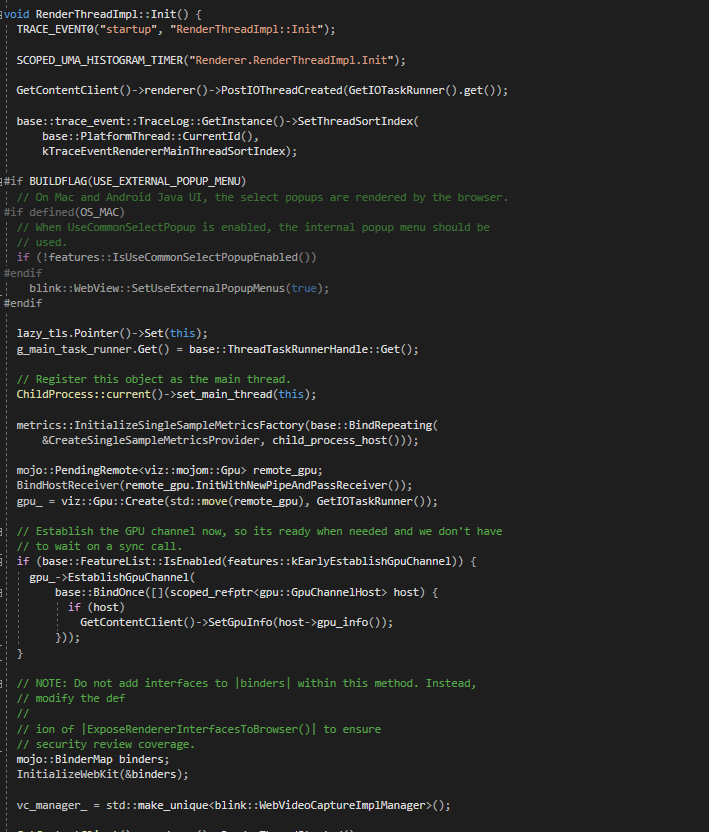 void RenderThreadImpl::Init() {
  TRACE_EVENT0("startup", "RenderThreadImpl::Init");

  SCOPED_UMA_HISTOGRAM_TIMER("Renderer.RenderThreadImpl.Init");

  GetContentClient()->renderer()->PostIOThreadCreated(GetIOTaskRunner().get());

  base::trace_event::TraceLog::GetInstance()->SetThreadSortIndex(
      base::PlatformThread::CurrentId(),
      kTraceEventRendererMainThreadSortIndex);

#if BUILDFLAG(USE_EXTERNAL_POPUP_MENU)
  // On Mac and Android Java UI, the select popups are rendered by the browser.
#if defined(OS_MAC)
  // When UseCommonSelectPopup is enabled, the internal popup menu should be
  // used.
  if (!features::IsUseCommonSelectPopupEnabled())
#endif
    blink::WebView::SetUseExternalPopupMenus(true);
#endif

  lazy_tls.Pointer()->Set(this);
  g_main_task_runner.Get() = base::ThreadTaskRunnerHandle::Get();

  // Register this object as the main thread.
  ChildProcess::current()->set_main_thread(this);

  metrics::InitializeSingleSampleMetricsFactory(base::BindRepeating(
      &CreateSingleSampleMetricsProvider, child_process_host()));

  mojo::PendingRemote<viz::mojom::Gpu> remote_gpu;
  BindHostReceiver(remote_gpu.InitWithNewPipeAndPassReceiver());
  gpu_ = viz::Gpu::Create(std::move(remote_gpu), GetIOTaskRunner());

  // Establish the GPU channel now, so its ready when needed and we don't have
  // to wait on a sync call.
  if (base::FeatureList::IsEnabled(features::kEarlyEstablishGpuChannel)) {
    gpu_->EstablishGpuChannel(
        base::BindOnce([](scoped_refptr<gpu::GpuChannelHost> host) {
          if (host)
            GetContentClient()->SetGpuInfo(host->gpu_info());
        }));
  }

  // NOTE: Do not add interfaces to |binders| within this method. Instead,
  // modify the def
  //
  // ion of |ExposeRendererInterfacesToBrowser()| to ensure
  // security review coverage.
  mojo::BinderMap binders;
  InitializeWebKit(&binders);

  vc_manager_ = std::make_unique<blink::WebVideoCaptureImplManager>();